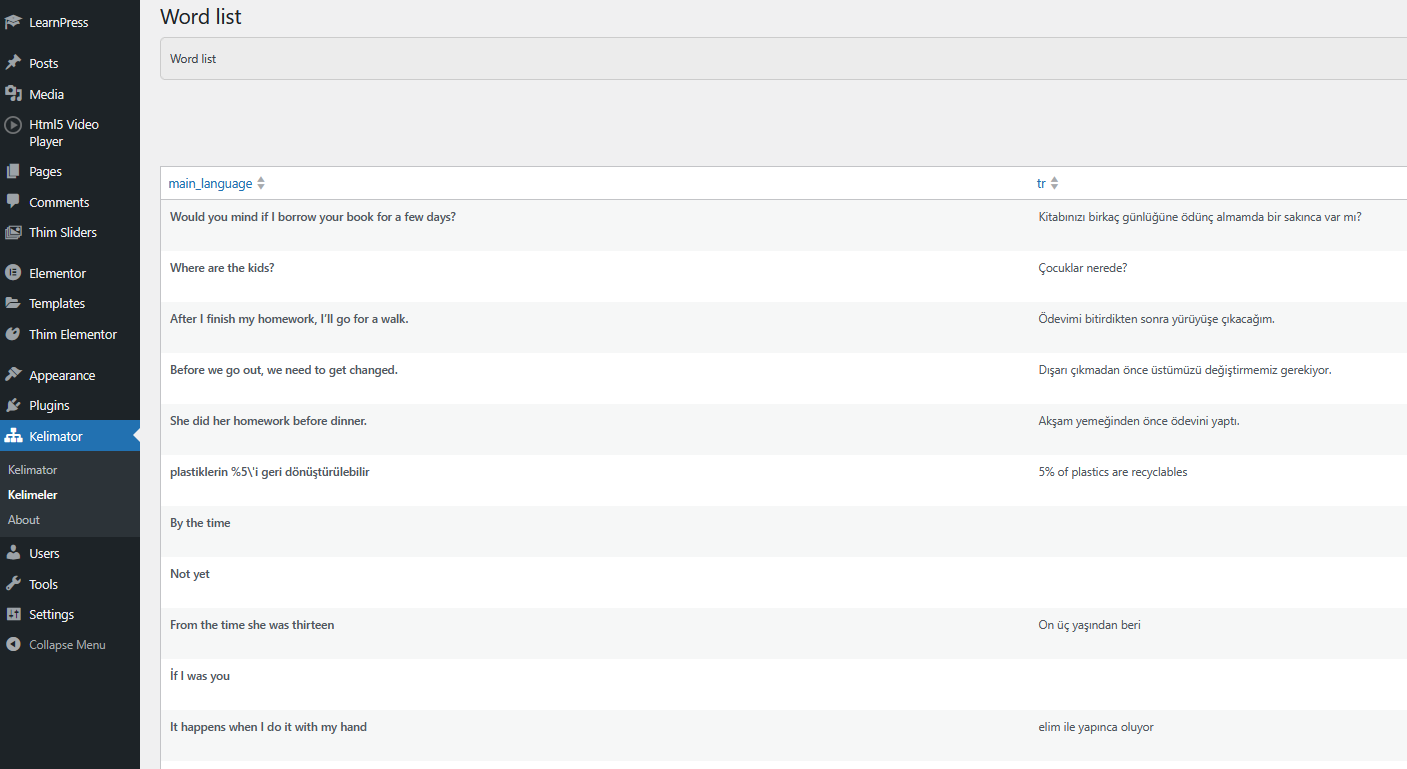 LearnPress
Posts
Media
Html5 Video
Player
Pages
Comments
Thim Sliders
Elementor
Templates
Thim Elementor
Appearance
Plugins
Kelimator
Kelimator
Kelimeler
About
Users
Tools
Settings
Collapse Menu
Word list
Word list
main_language tr
Would you mind if I borrow your book for a few days? Kitabınızı birkaç günlüğüne ödünç almamda bir sakınca var mı?
Where are the kids? Çocuklar nerede?
After I finish my homework, I'll go for a walk. Ödevimi bitirdikten sonra yürüyüşe çıkacağım.
Before we go out, we need to get changed. Dışarı çıkmadan önce üstümüzü değiştirmemiz gerekiyor.
She did her homework before dinner. Akşam yemeğinden önce ödevini yaptı.
plastiklerin %5\'i geri dönüştürülebilir 5% of plastics are recyclables
By the time
Not yet
From the time she was thirteen On üç yaşından beri
İf I was you
It happens when I do it with my hand elim ile yapınca oluyor